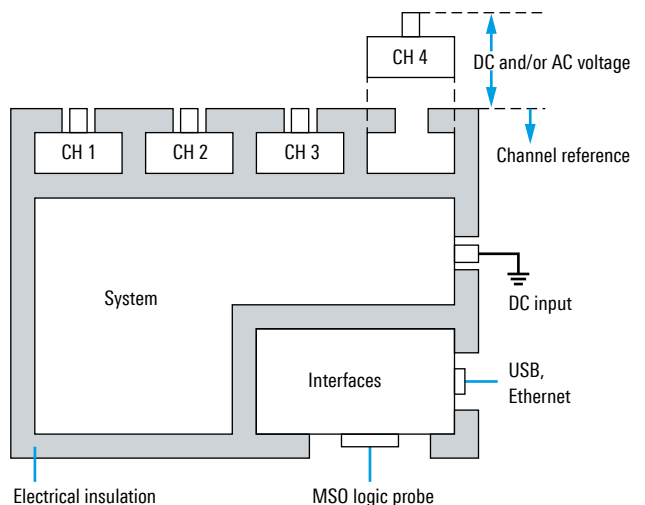 CH 4
DC and/or AC voltage
CH 1
CH 2
CH 3
Channel reference
System
DC input
Interfaces
USB,
Ethernet
Electrical insulation
MSO logic probe